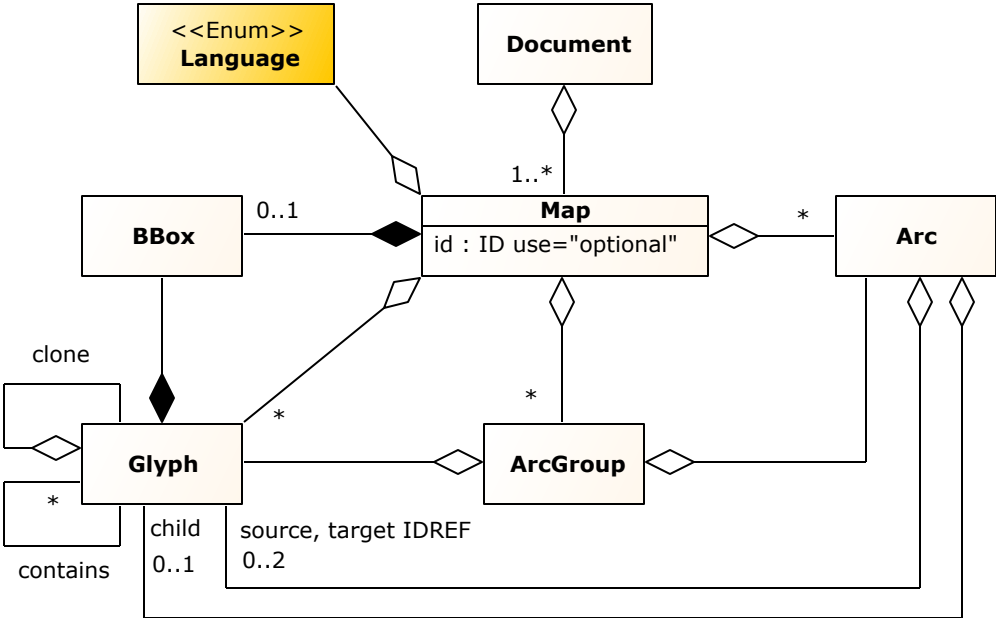 <<Enum>>
Language
Document
1..*
BBox
0..1
Map
id : ID use="optional"
*
Arc
clone
*
*
Glyph
ArcGroup
*
child
source, target IDREF
0..1
0..2
contains